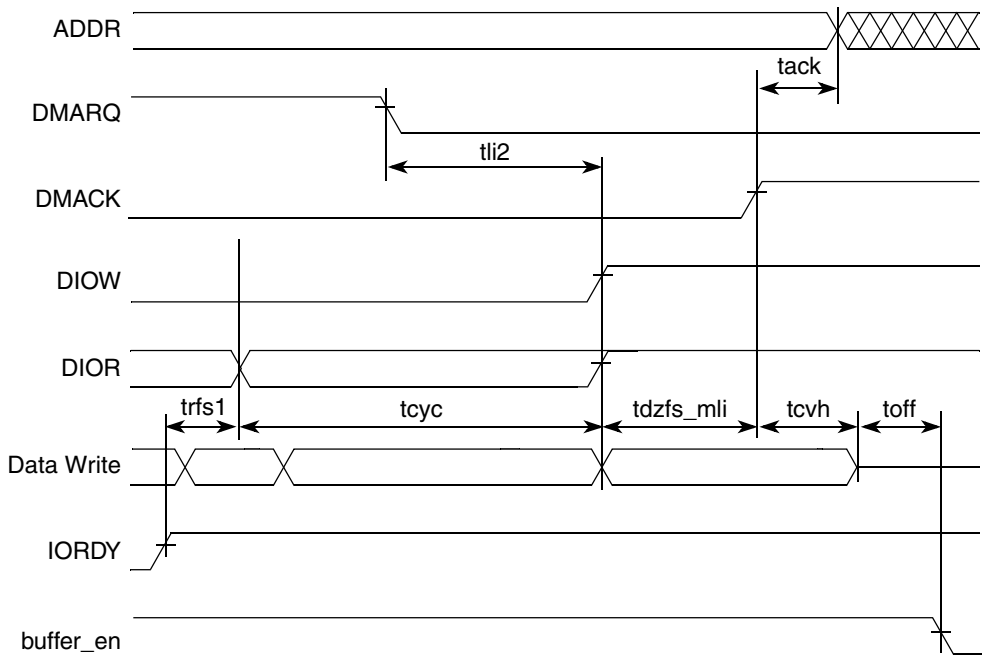 ADDR
tack
DMARQ
tli2
DMACK
DIOW
DIOR
trfs1
tcyc
tdzfs_mli
tcvh
toff
Data Write
IORDY
buffer_en